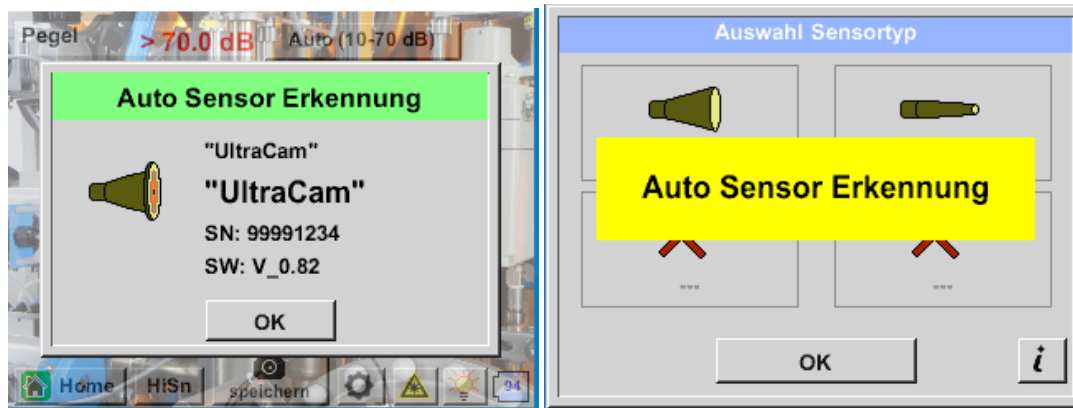 Pegel > 70.0 dB Auto (10-70 dB)
Auto Sensor Erkennung
"UltraCam"
"UltraCam"
SN: 99991234
SW: V_0.82
OK
Home HiSn speichern 94
Auswahl Sensortyp
Auto Sensor Erkennung
--- ---
OK i